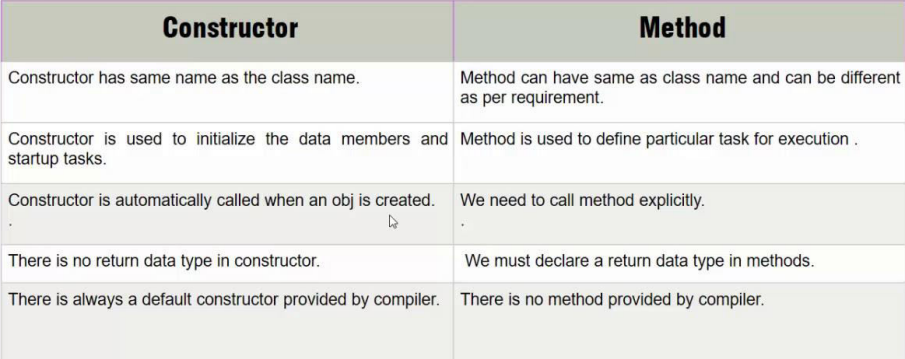 Constructor
Method
Constructor has same name as the class name.
Method can have same as class name and can be different
as per requirement.
Constructor is used to initialize the data members and
startup tasks.
Method is used to define particular task for execution .
Constructor is automatically called when an obj is created.
.
We need to call method explicitly.
.
There is no return data type in constructor.
We must declare a return data type in methods.
There is always a default constructor provided by compiler.
There is no method provided by compiler.